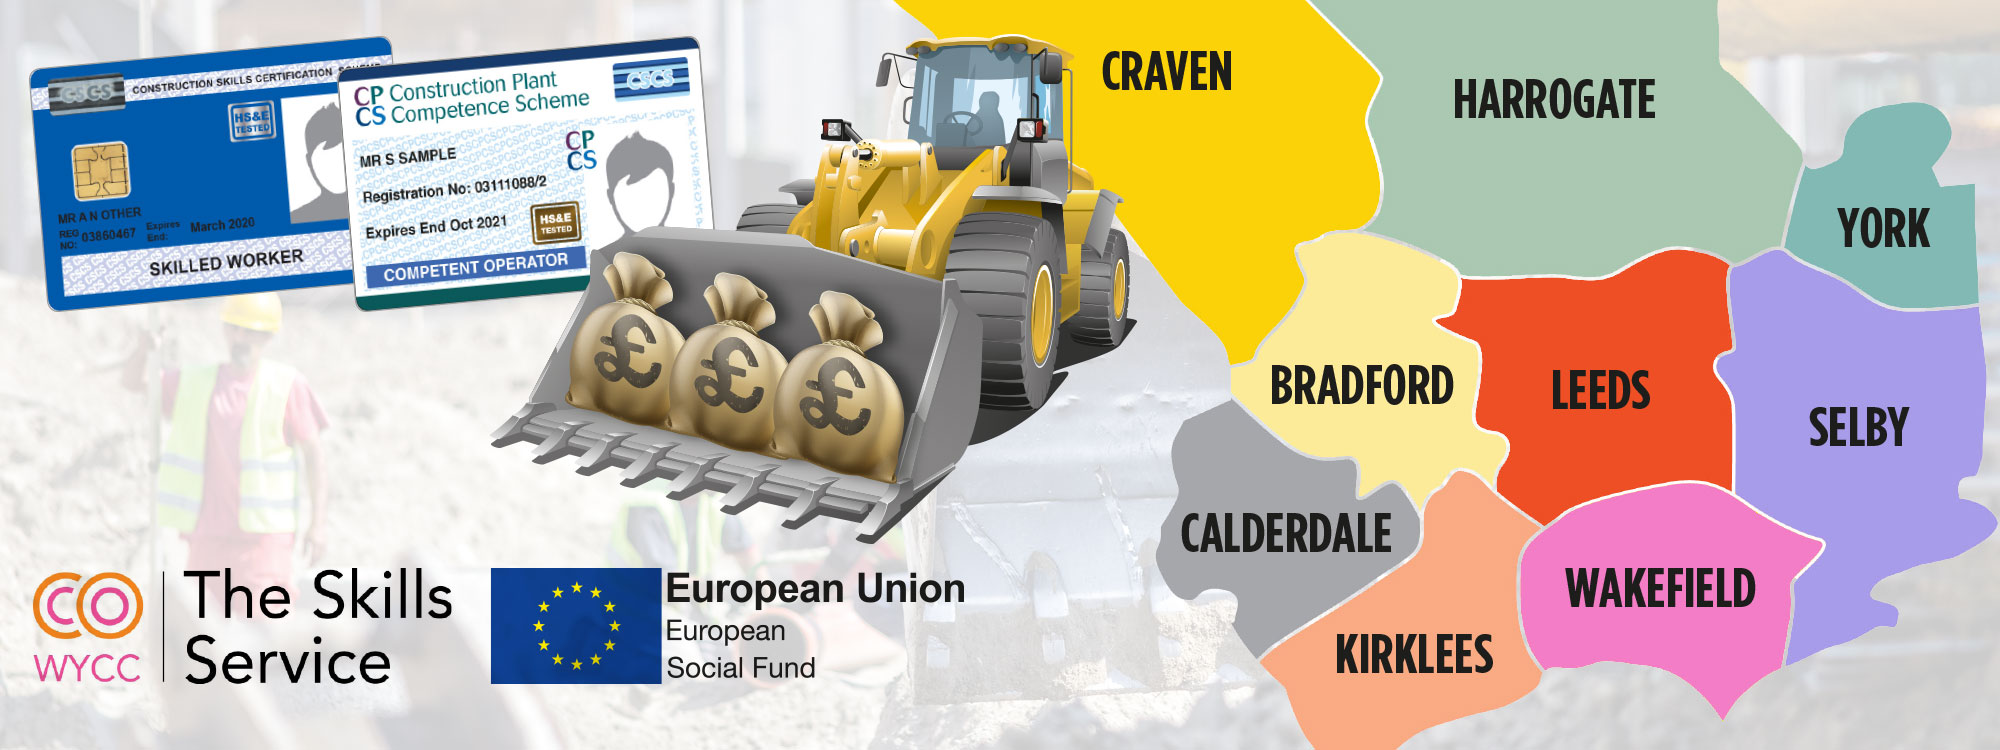 CSCS
CONSTRUCTION SKILLS CERTIFICATION SCHEME
HS&E
TESTED
MR A N OTHER
REG
NO: 03860467
Expires
End: March 2020
SKILLED WORKER
CP
CS
Construction Plant
Competence Scheme
CSCS
MR S SAMPLE
CP
CS
Registration No: 03111088/2
Expires End Oct 2021
HS&E
TESTED
COMPETENT OPERATOR
£
£
£
CRAVEN
HARROGATE
YORK
BRADFORD
LEEDS
SELBY
CALDERDALE
WAKEFIELD
KIRKLEES
CO
WYCC
The Skills
Service
European Union
European
Social Fund